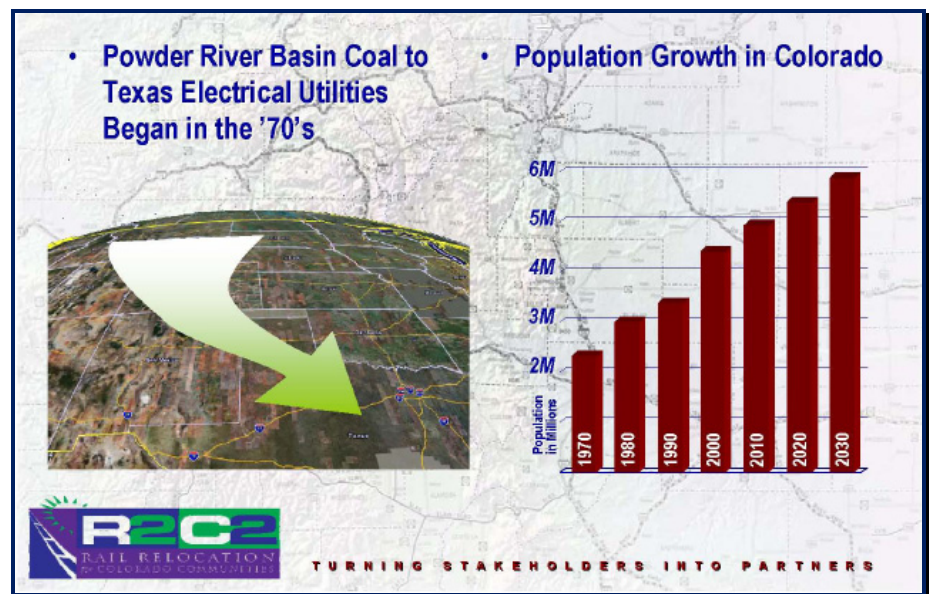 • Powder River Basin Coal to
Texas Electrical Utilities
Began in the '70's
• Population Growth in Colorado
6M
5M
4M
3M
2M
Population
in Millions
1970
1980
1990
2000
2010
2020
2030
Texas
R2C2
RAIL RELOCATION
for COLORADO COMMUNITIES
TURNING STAKEHOLDERS INTO PARTNERS